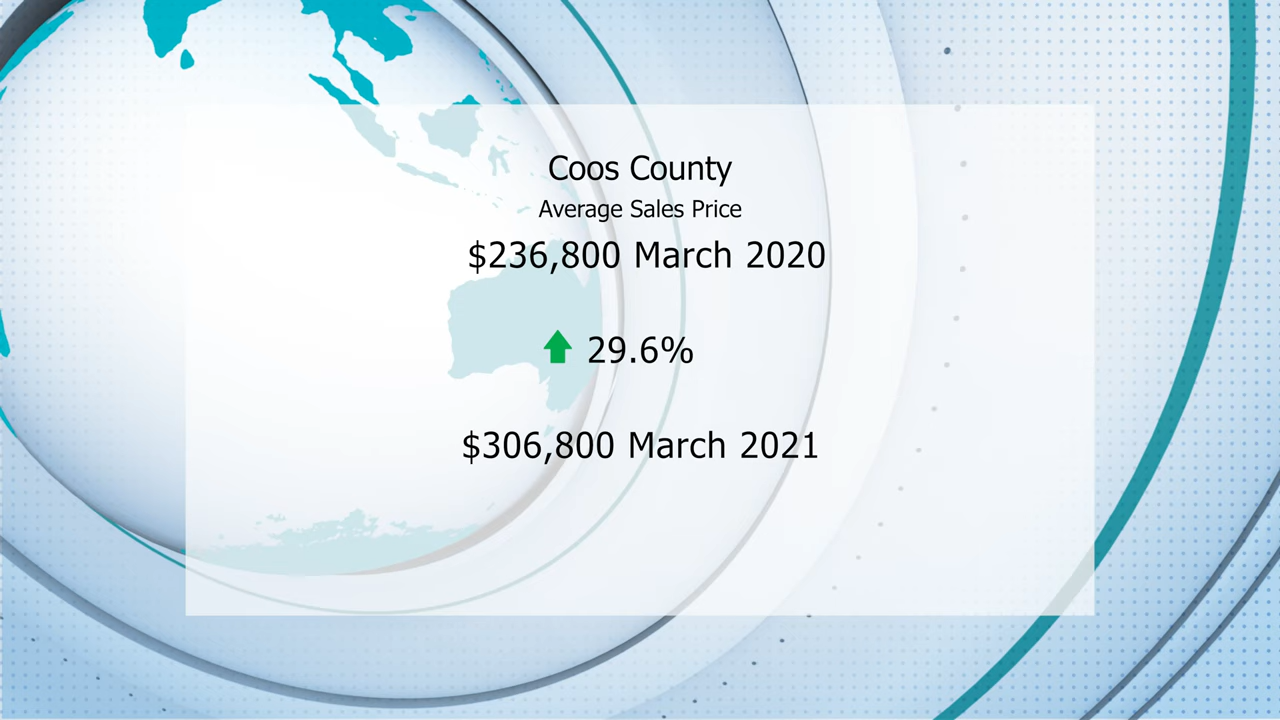 Coos County
Average Sales Price
$236,800 March 2020
29.6%
$306,800 March 2021